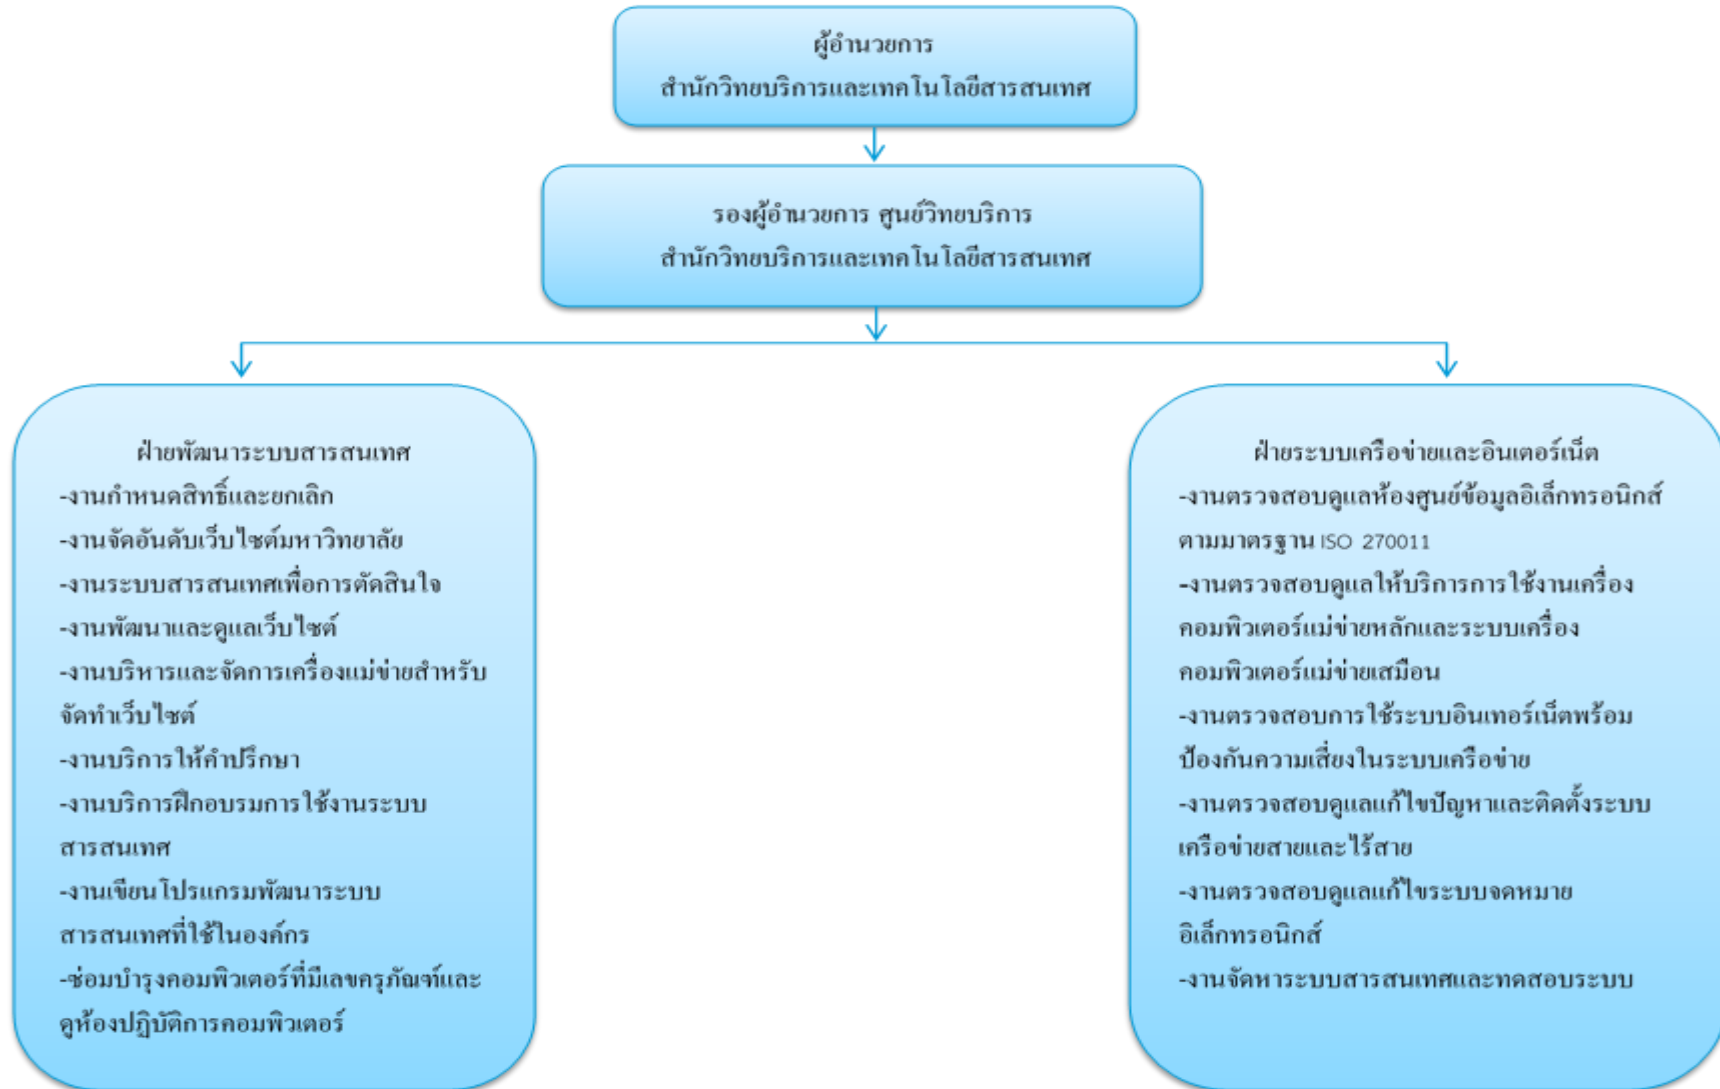 ผู้อำนวยการ
สำนักวิทยบริการและเทคโนโลยีสารสนเทศ
รองผู้อำนวยการ ศูนย์วิทยบริการ
สำนักวิทยบริการและเทคโนโลยีสารสนเทศ
ฝ่ายพัฒนาระบบสารสนเทศ
-งานกำหนดสิทธิ์และยกเลิก
-งานจัดอันดับเว็บไซต์มหาวิทยาลัย
-งานระบบสารสนเทศเพื่อการตัดสินใจ
-งานพัฒนาและดูแลเว็บไซต์
-งานบริหารและจัดการเครื่องแม่ข่ายสำหรับ
จัดทำเว็บไซต์
-งานบริการให้คำปรึกษา
-งานบริการฝึกอบรมการใช้งานระบบ
สารสนเทศ
-งานเขียนโปรแกรมพัฒนาระบบ
สารสนเทศที่ใช้ในองค์กร
-ซ่อมบำรุงคอมพิวเตอร์ที่มีเลขครุภัณฑ์และ
ดูห้องปฏิบัติการคอมพิวเตอร์
ฝ่ายระบบเครือข่ายและอินเตอร์เน็ต
-งานตรวจสอบดูแลห้องศูนย์ข้อมูลอิเล็กทรอนิกส์
ตามมาตรฐาน ISO 270011
-งานตรวจสอบดูแลให้บริการการใช้งานเครื่อง
คอมพิวเตอร์แม่ข่ายหลักและระบบเครื่อง
คอมพิวเตอร์แม่ข่ายเสมือน
-งานตรวจสอบการใช้ระบบอินเทอร์เน็ตพร้อม
ป้องกันความเสี่ยงในระบบเครือข่าย
-งานตรวจสอบดูแลแก้ไขปัญหาและติดตั้งระบบ
เครือข่ายสายและไร้สาย
-งานตรวจสอบดูแลแก้ไขระบบจดหมาย
อิเล็กทรอนิกส์
-งานจัดหาระบบสารสนเทศและทดสอบระบบ